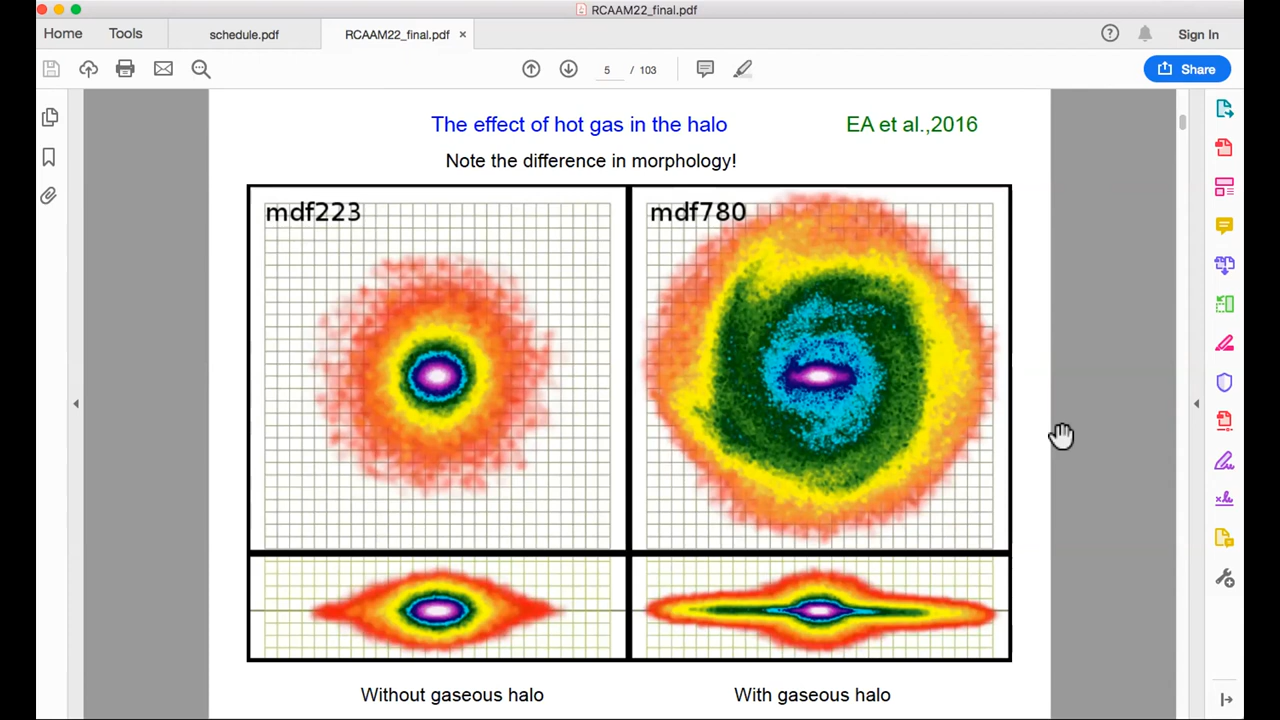 RCAAM22_final.pdf
Home Tools schedule.pdf RCAAM22_final.pdf × Sign In
5 / 103 Share
The effect of hot gas in the halo EA et al.,2016
Note the difference in morphology!
mdf223 mdf780
Without gaseous halo With gaseous halo